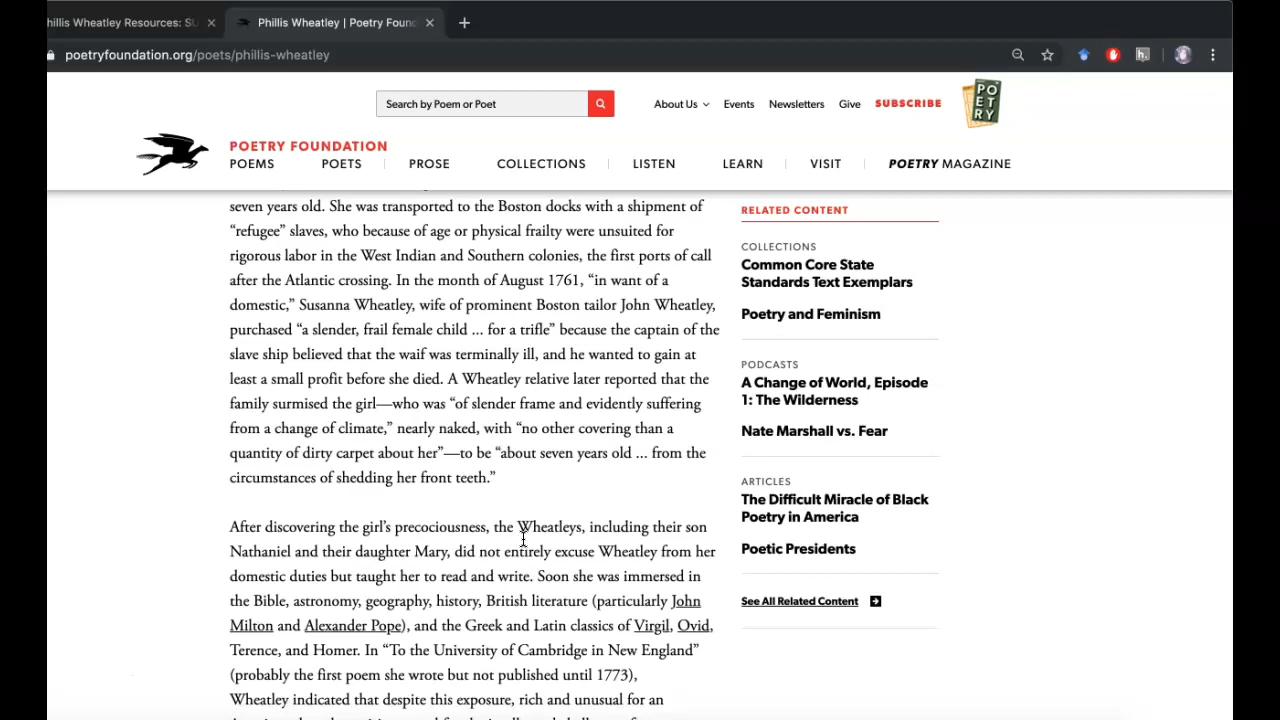 hillis Wheatley Resources: SU
Phillis Wheatley | Poetry Foun
poetryfoundation.org/poets/phillis-wheatley
Search by Poem or Poet
About Us
Events
Newsletters
Give
SUBSCRIBE
POETRY
POETRY FOUNDATION
POEMS
POETS
PROSE
COLLECTIONS
LISTEN
LEARN
VISIT
POETRY MAGAZINE
seven years old. She was transported to the Boston docks with a shipment of
“refugee” slaves, who because of age or physical frailty were unsuited for
rigorous labor in the West Indian and Southern colonies, the first ports of call
after the Atlantic crossing. In the month of August 1761, “in want of a
domestic,” Susanna Wheatley, wife of prominent Boston tailor John Wheatley,
purchased “a slender, frail female child ... for a trifle” because the captain of the
slave ship believed that the waif was terminally ill, and he wanted to gain at
least a small profit before she died. A Wheatley relative later reported that the
family surmised the girl—who was “of slender frame and evidently suffering
from a change of climate,” nearly naked, with “no other covering than a
quantity of dirty carpet about her”—to be “about seven years old ... from the
circumstances of shedding her front teeth.”
After discovering the girl’s precociousness, the Wheatleys, including their son
Nathaniel and their daughter Mary, did not entirely excuse Wheatley from her
domestic duties but taught her to read and write. Soon she was immersed in
the Bible, astronomy, geography, history, British literature (particularly John
Milton and Alexander Pope), and the Greek and Latin classics of Virgil, Ovid,
Terence, and Homer. In “To the University of Cambridge in New England”
(probably the first poem she wrote but not published until 1773),
Wheatley indicated that despite this exposure, rich and unusual for an
RELATED CONTENT
COLLECTIONS
Common Core State
Standards Text Exemplars
Poetry and Feminism
PODCASTS
A Change of World, Episode
1: The Wilderness
Nate Marshall vs. Fear
ARTICLES
The Difficult Miracle of Black
Poetry in America
Poetic Presidents
See All Related Content